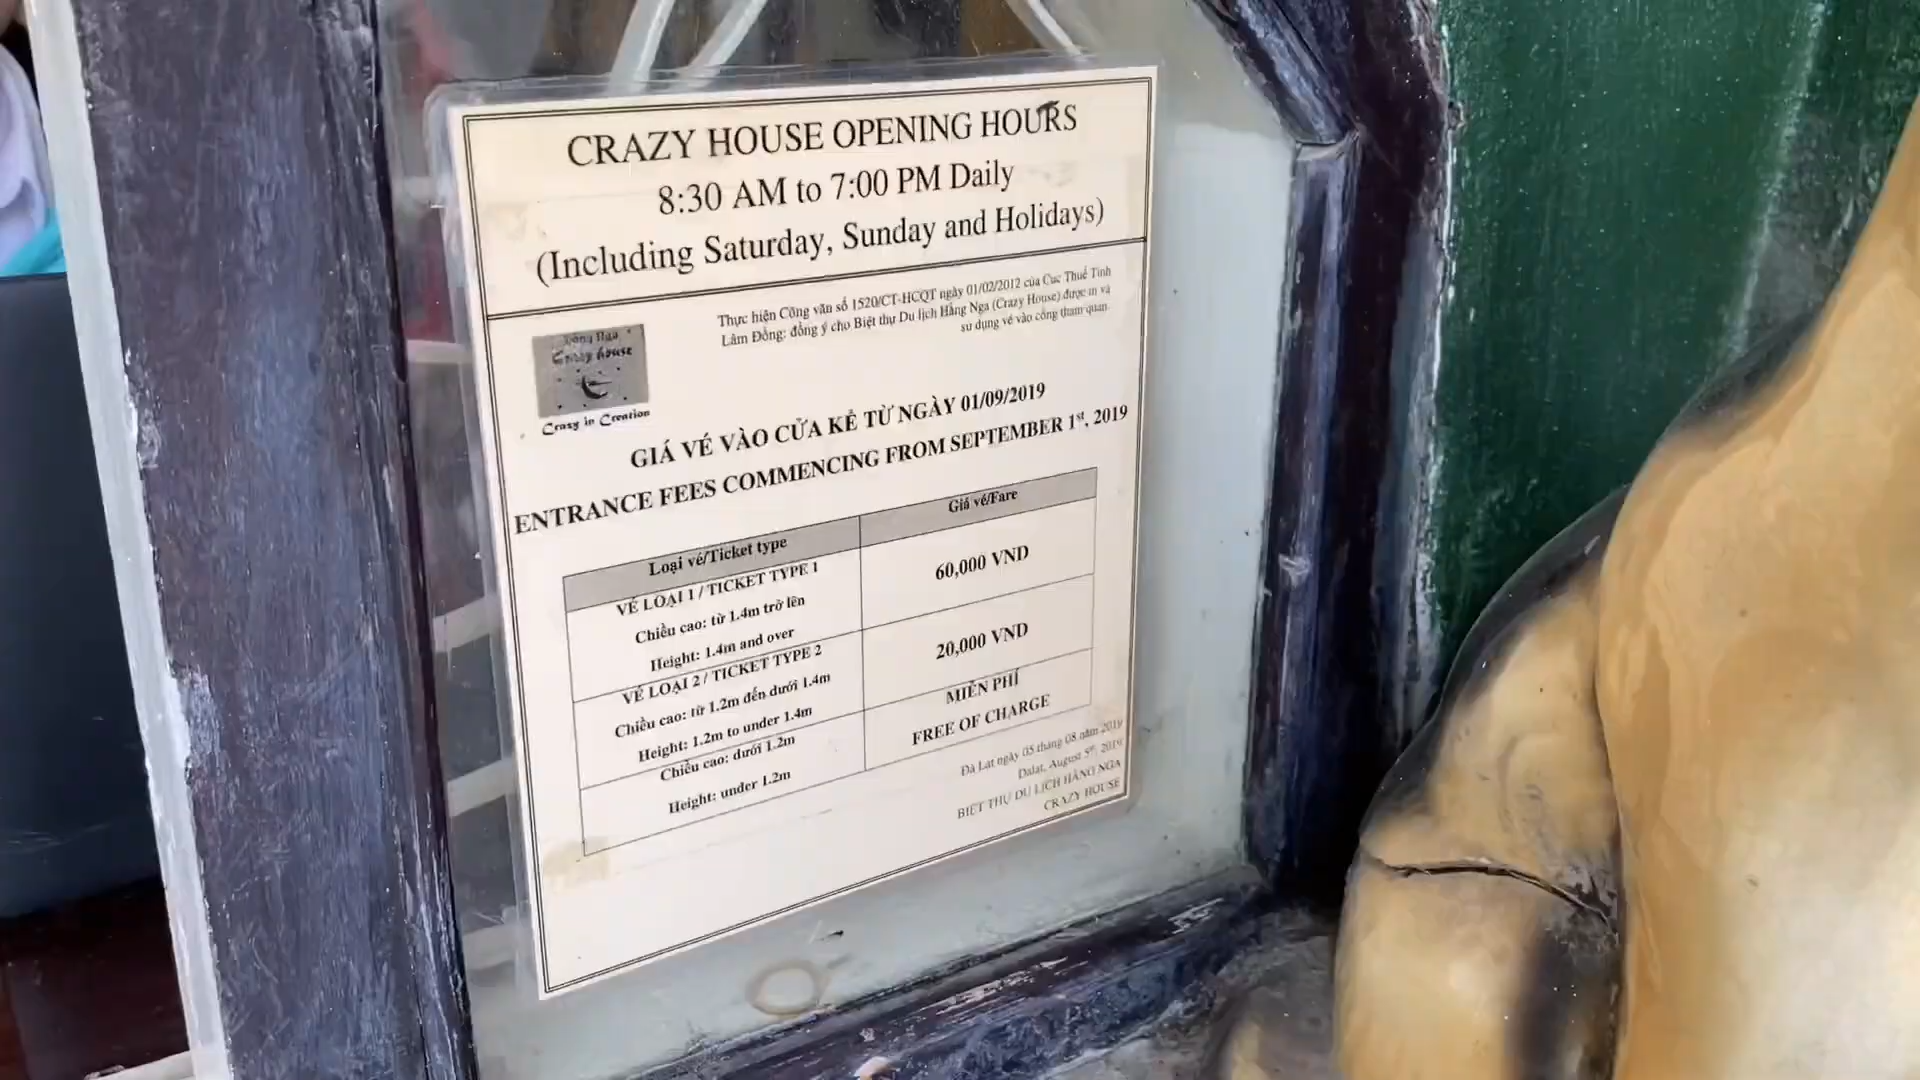 CRAZY HOUSE OPENING HOURS
8:30 AM to 7:00 PM Daily
(Including Saturday, Sunday and Holidays)
Thực hiện Công văn số 1520/CT-HCQT ngày 01/02/2012 của Cục Thuế Tỉnh
Lâm Đồng: đồng ý cho Biệt thự Du lịch Hằng Nga (Crazy House) được in và
sử dụng vé vào cổng tham quan.
Hằng Nga
Crazy house
Crazy in Creation
GIÁ VÉ VÀO CỬA KỂ TỪ NGÀY 01/09/2019
ENTRANCE FEES COMMENCING FROM SEPTEMBER 1st, 2019
Loại vé/Ticket type
Giá vé/Fare
VÉ LOẠI 1 / TICKET TYPE 1
Chiều cao: từ 1.4m trở lên
Height: 1.4m and over
60,000 VND
VÉ LOẠI 2 / TICKET TYPE 2
Chiều cao: từ 1.2m đến dưới 1.4m
Height: 1.2m to under 1.4m
20,000 VND
Chiều cao: dưới 1.2m
Height: under 1.2m
MIỄN PHÍ
FREE OF CHARGE
Đà Lạt ngày 05 tháng 08 năm 2019
Dalat, August 5th, 2019
BIỆT THỰ DU LỊCH HẰNG NGA
CRAZY HOUSE